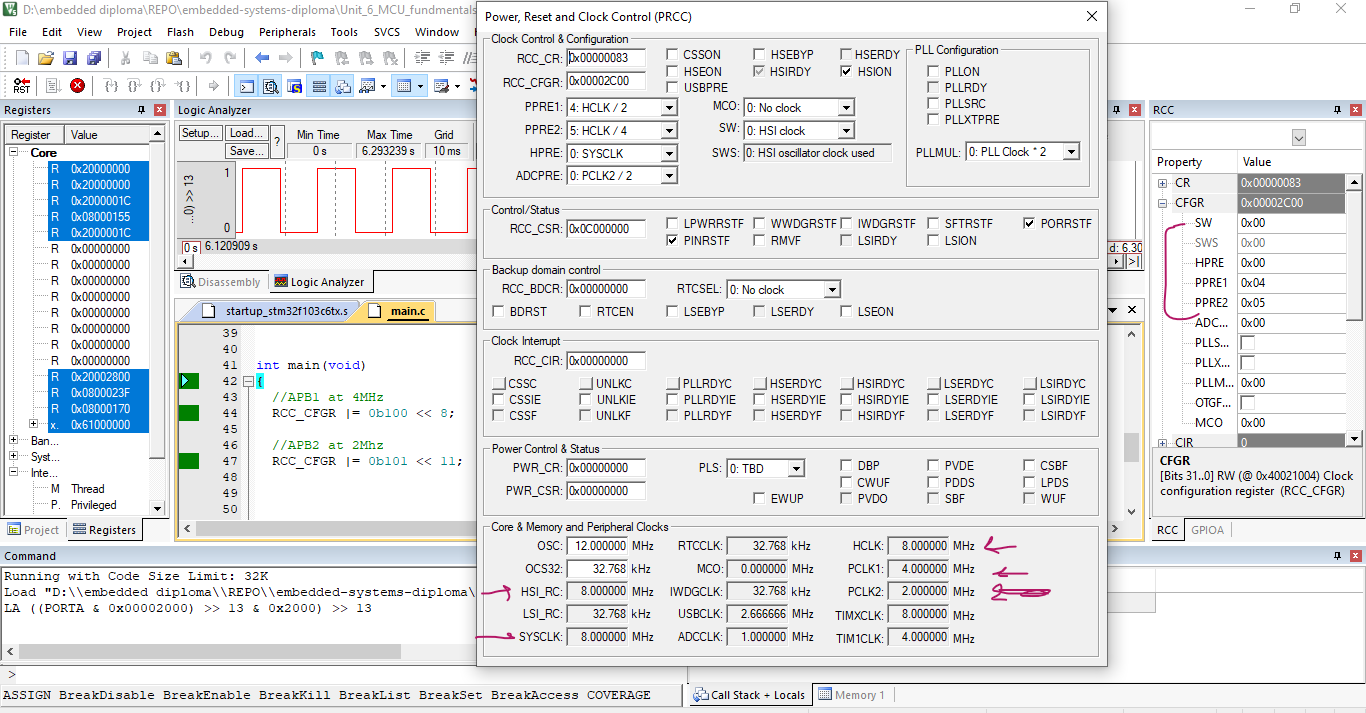 D:\embedded diploma\REPO\embedded-systems-diploma\Unit_6_MCU_fundmentals
File Edit View Project Flash Debug Peripherals Tools SVCS Window
RST
Registers
Register Value
Core
R 0x20000000
R 0x20000000
R 0x2000001C
R 0x08000155
R 0x2000001C
R 0x00000000
R 0x00000000
R 0x00000000
R 0x00000000
R 0x00000000
R 0x00000000
R 0x00000000
R 0x00000000
R 0x20002800
R 0x0800023F
R 0x08000170
x. 0x61000000
Ban...
Syst...
Inte...
M Thread
P. Privileged
Project Registers
Logic Analyzer
Setup... Load... Save... ? Min Time Max Time Grid
0 s 6.293239 s 10 ms
...0) >> 13
1
0
0 s 6.120909 s
Disassembly Logic Analyzer
startup_stm32f103c6tx.s main.c
39
40
41 int main(void)
42 {
43 //APB1 at 4MHz
44 RCC_CFGR |= 0b100 << 8;
45
46 //APB2 at 2Mhz
47 RCC_CFGR |= 0b101 << 11;
48
49
50
Power, Reset and Clock Control (PRCC)
Clock Control & Configuration
RCC_CR: 0x00000083 CSSON HSEBYP HSERDY
HSEON HSIRDY HSION
RCC_CFGR: 0x00002C00 USBPRE
PPRE1: 4: HCLK / 2 MCO: 0: No clock
PPRE2: 5: HCLK / 4 SW: 0: HSI clock
HPRE: 0: SYSCLK SWS: 0: HSI oscillator clock used
ADCPRE: 0: PCLK2 / 2
PLL Configuration
PLLON
PLLRDY
PLLSRC
PLLXTPRE
PLLMUL: 0: PLL Clock * 2
Control/Status
RCC_CSR: 0x0C000000 LPWRRSTF WWDGRSTF IWDGRSTF SFTRSTF PORRSTF
PINRSTF RMVF LSIRDY LSION
Backup domain control
RCC_BDCR: 0x00000000 RTCSEL: 0: No clock
BDRST RTCEN LSEBYP LSERDY LSEON
Clock Interrupt
RCC_CIR: 0x00000000
CSSC UNLKC PLLRDYC HSERDYC HSIRDYC LSERDYC LSIRDYC
CSSIE UNLKIE PLLRDYIE HSERDYIE HSIRDYIE LSERDYIE LSIRDYIE
CSSF UNLKF PLLRDYF HSERDYF HSIRDYF LSERDYF LSIRDYF
Power Control & Status
PWR_CR: 0x00000000 PLS: 0: TBD DBP PVDE CSBF
CWUF PDDS LPDS
PWR_CSR: 0x00000000 EWUP PVDO SBF WUF
Core & Memory and Peripheral Clocks
OSC: 12.000000 MHz RTCCLK: 32.768 kHz HCLK: 8.000000 MHz
OCS32: 32.768 kHz MCO: 0.000000 MHz PCLK1: 4.000000 MHz
HSI_RC: 8.000000 MHz IWDGCLK: 32.768 kHz PCLK2: 2.000000 MHz
LSI_RC: 32.768 kHz USBCLK: 2.666666 MHz TIMXCLK: 8.000000 MHz
SYSCLK: 8.000000 MHz ADCCLK: 1.000000 MHz TIM1CLK: 4.000000 MHz
d: 6.30
RCC
Property Value
CR 0x00000083
CFGR 0x00002C00
SW 0x00
SWS 0x00
HPRE 0x00
PPRE1 0x04
PPRE2 0x05
ADC... 0x00
PLLS...
PLLX...
PLLM... 0x00
OTGF...
MCO 0x00
CIR 0
CFGR
[Bits 31..0] RW (@ 0x40021004) Clock
configuration register (RCC_CFGR)
RCC GPIOA
Command
Running with Code Size Limit: 32K
Load "D:\\embedded diploma\\REPO\\embedded-systems-diploma\
LA ((PORTA & 0x00002000) >> 13 & 0x2000) >> 13
>
ASSIGN BreakDisable BreakEnable BreakKill BreakList BreakSet BreakAccess COVERAGE
Call Stack + Locals Memory 1